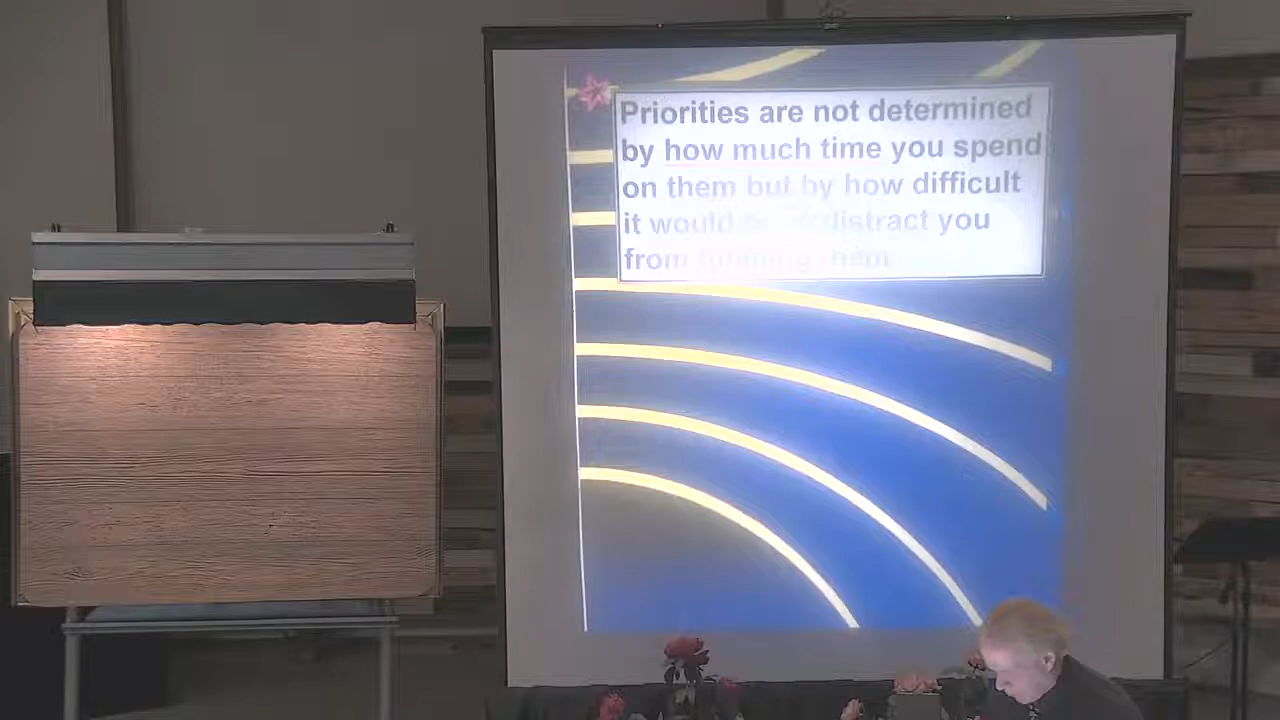 Priorities are not determined
by how much time you spend
on them but by how difficult
it would distract you
from them